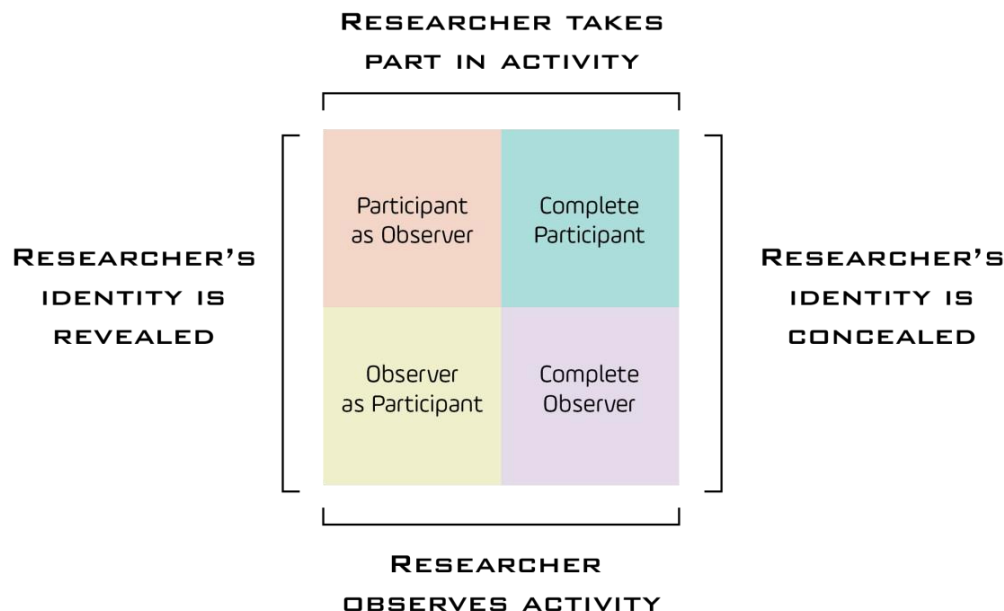 RESEARCHER TAKES
PART IN ACTIVITY
Participant
as Observer
Complete
Participant
RESEARCHER'S
IDENTITY IS
REVEALED
RESEARCHER'S
IDENTITY IS
CONCEALED
Observer
as Participant
Complete
Observer
RESEARCHER
OBSERVES ACTIVITY